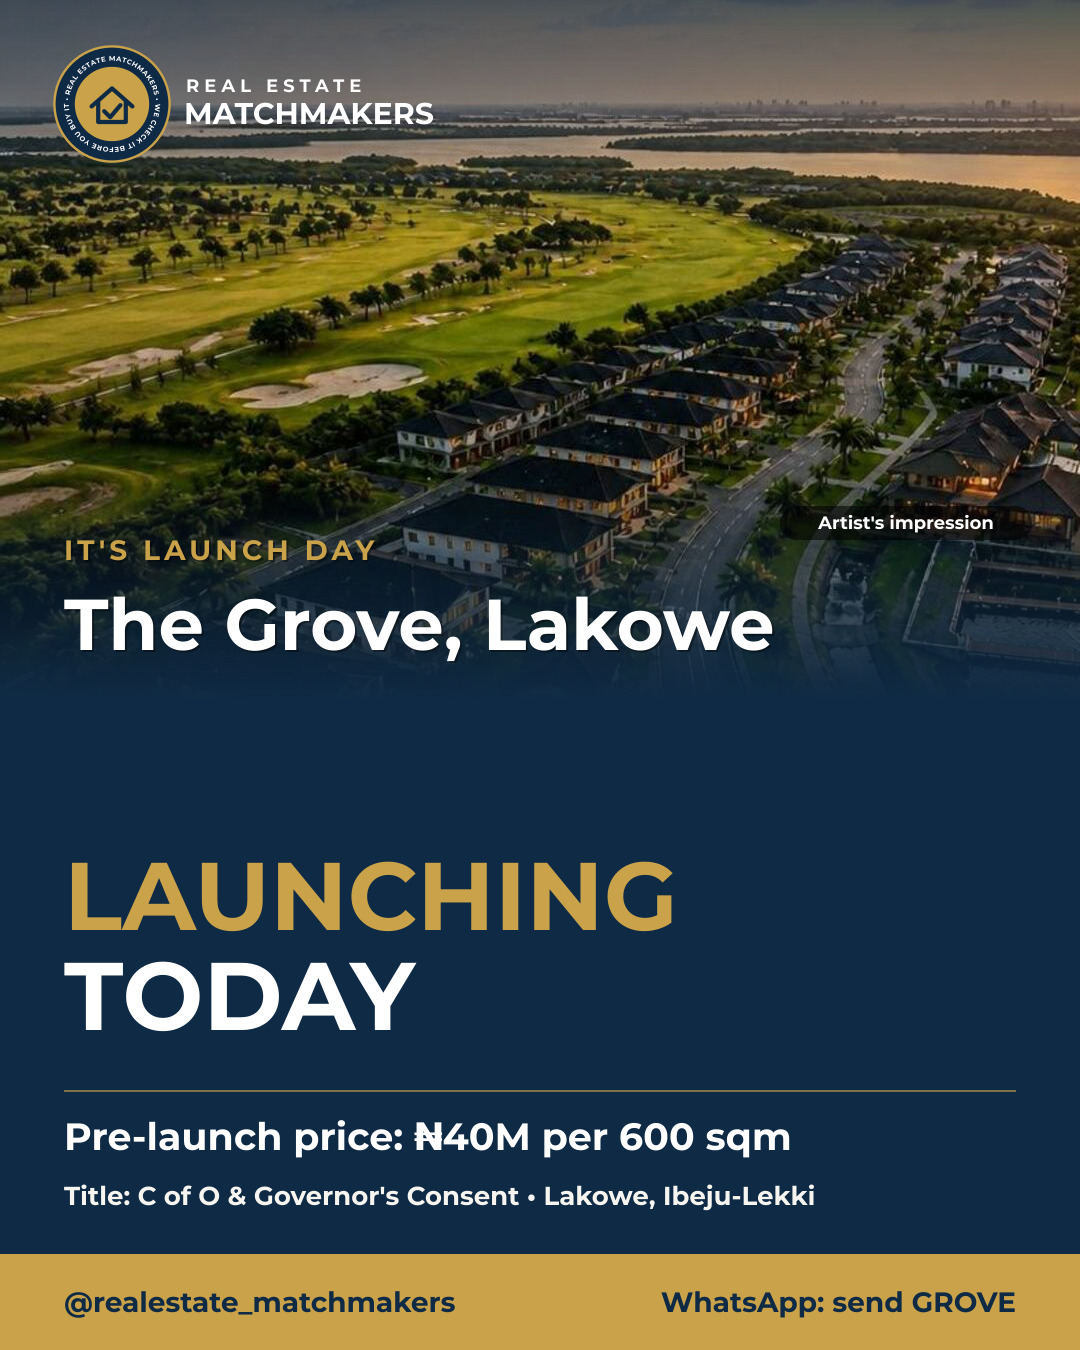 REAL ESTATE MATCHMAKERS • WE CHECK IT BEFORE YOU BUY IT •
REAL ESTATE
MATCHMAKERS
Artist's impression
IT'S LAUNCH DAY
The Grove, Lakowe
LAUNCHING
TODAY
Pre-launch price: ₦40M per 600 sqm
Title: C of O & Governor's Consent • Lakowe, Ibeju-Lekki
@realestate_matchmakers
WhatsApp: send GROVE